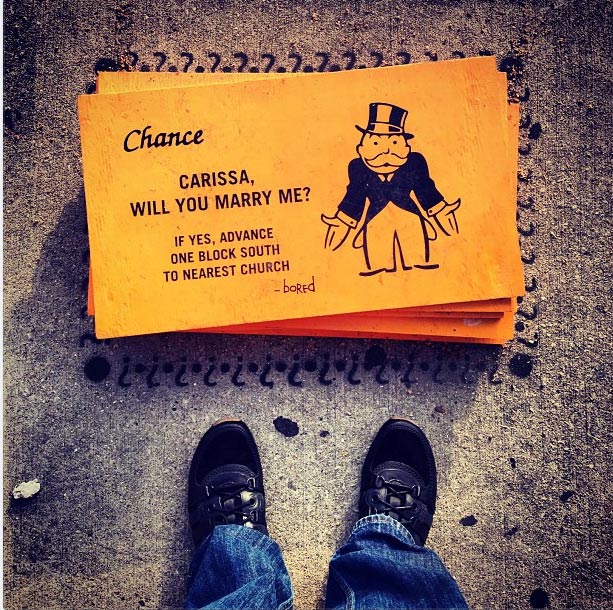 Chance
CARISSA,
WILL YOU MARRY ME?
IF YES, ADVANCE
ONE BLOCK SOUTH
TO NEAREST CHURCH
- bored